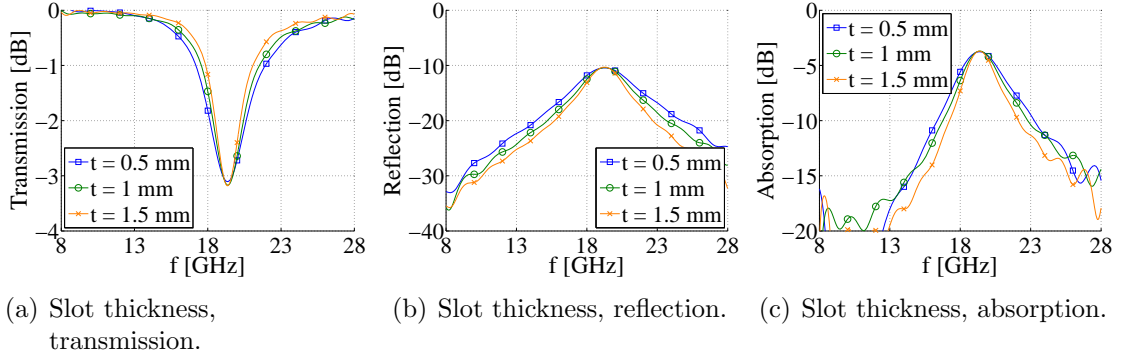 0
−1
−2
−3
−4
Transmission [dB]
8
13
18
23
28
f [GHz]
t = 0.5 mm
t = 1 mm
t = 1.5 mm
0
−10
−20
−30
−40
Reflection [dB]
8
13
18
23
28
f [GHz]
t = 0.5 mm
t = 1 mm
t = 1.5 mm
0
−5
−10
−15
−20
Absorption [dB]
8
13
18
23
28
f [GHz]
t = 0.5 mm
t = 1 mm
t = 1.5 mm
(a) Slot thickness,
transmission.
(b) Slot thickness, reflection.
(c) Slot thickness, absorption.